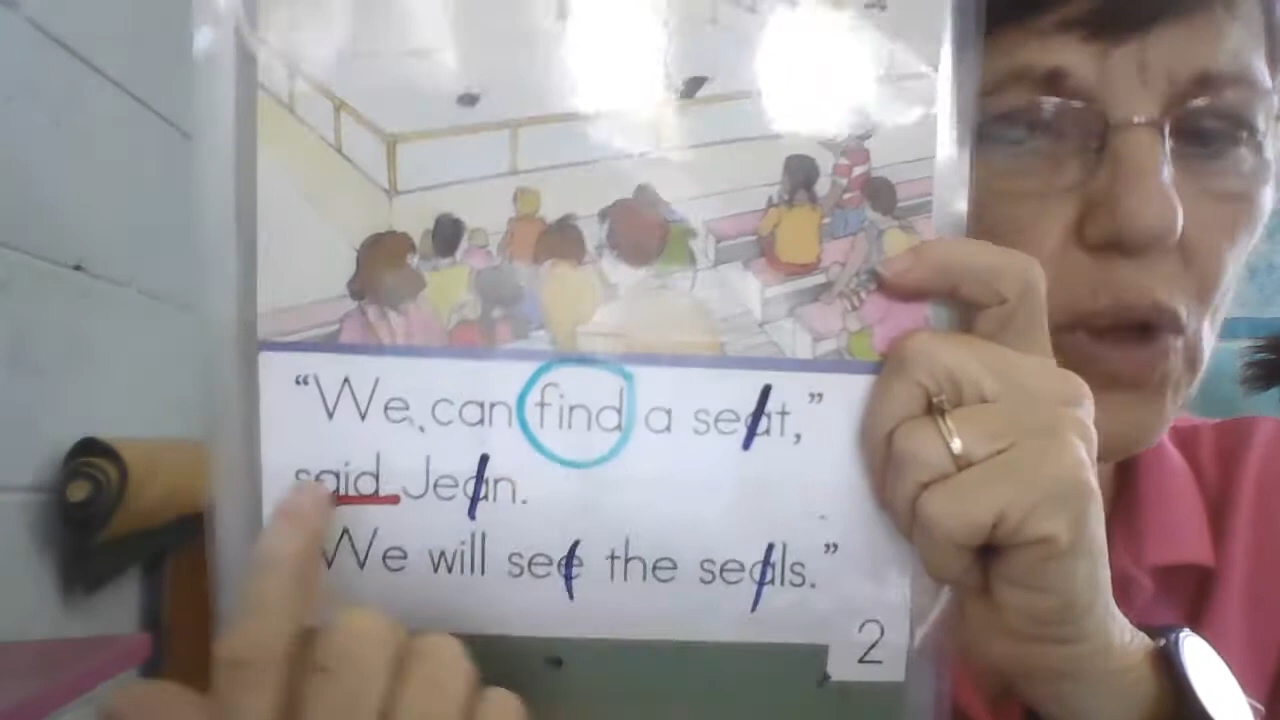 “We can find a seat,”
said Jean.
We will see the seals.”
2